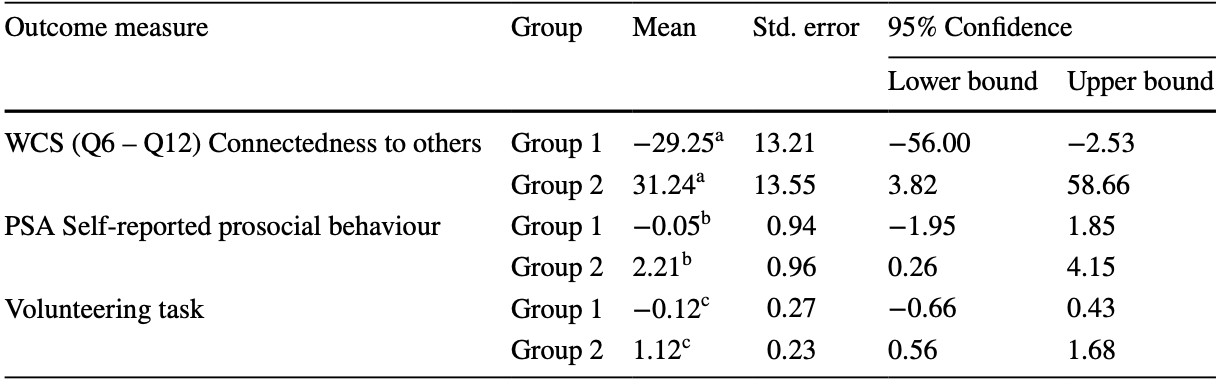 Outcome measure Group Mean Std. error 95% Confidence
Lower bound Upper bound
WCS (Q6 – Q12) Connectedness to others Group 1 −29.25ᵃ 13.21 −56.00 −2.53
Group 2 31.24ᵃ 13.55 3.82 58.66
PSA Self-reported prosocial behaviour Group 1 −0.05ᵇ 0.94 −1.95 1.85
Group 2 2.21ᵇ 0.96 0.26 4.15
Volunteering task Group 1 −0.12ᶜ 0.27 −0.66 0.43
Group 2 1.12ᶜ 0.23 0.56 1.68